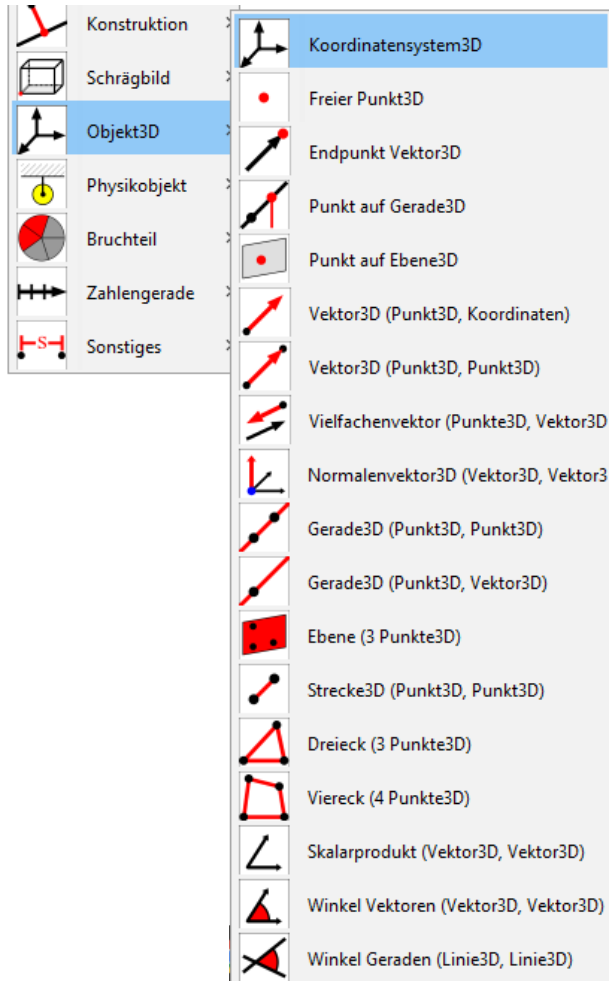 Konstruktion
Schrägbild
Objekt3D
Physikobjekt
Bruchteil
Zahlengerade
S
Sonstiges
Koordinatensystem3D
Freier Punkt3D
Endpunkt Vektor3D
Punkt auf Gerade3D
Punkt auf Ebene3D
Vektor3D (Punkt3D, Koordinaten)
Vektor3D (Punkt3D, Punkt3D)
Vielfachenvektor (Punkte3D, Vektor3D
Normalenvektor3D (Vektor3D, Vektor3
Gerade3D (Punkt3D, Punkt3D)
Gerade3D (Punkt3D, Vektor3D)
Ebene (3 Punkte3D)
Strecke3D (Punkt3D, Punkt3D)
Dreieck (3 Punkte3D)
Viereck (4 Punkte3D)
Skalarprodukt (Vektor3D, Vektor3D)
Winkel Vektoren (Vektor3D, Vektor3D)
Winkel Geraden (Linie3D, Linie3D)